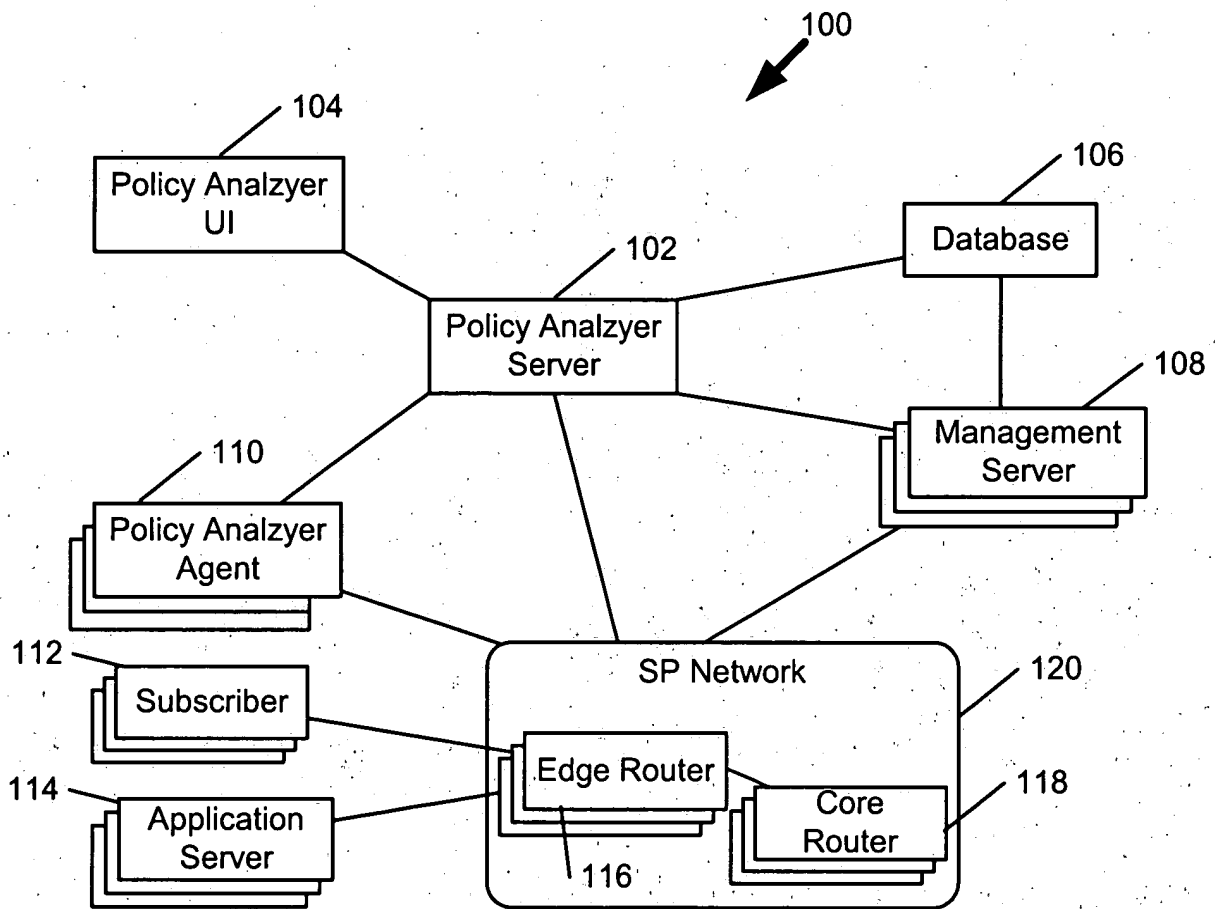 100
104
Policy Analzyer
UI
106
Database
102
Policy Analzyer
Server
108
Management
Server
110
Policy Analzyer
Agent
112
Subscriber
SP Network
120
Edge Router
114
Application
Server
116
Core
Router
118